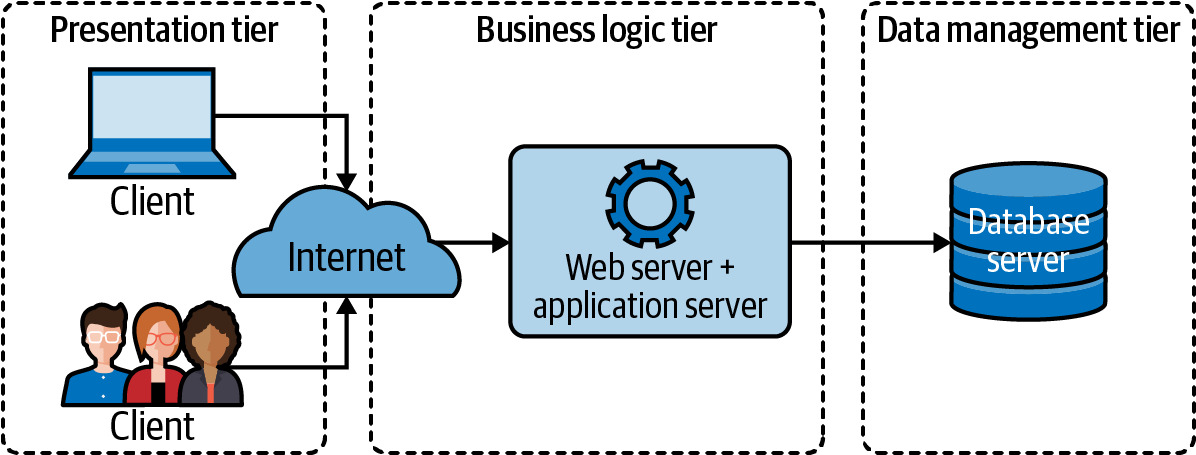 Presentation tier
Business logic tier
Data management tier
Client
Internet
Client
Web server +
application server
Database
server